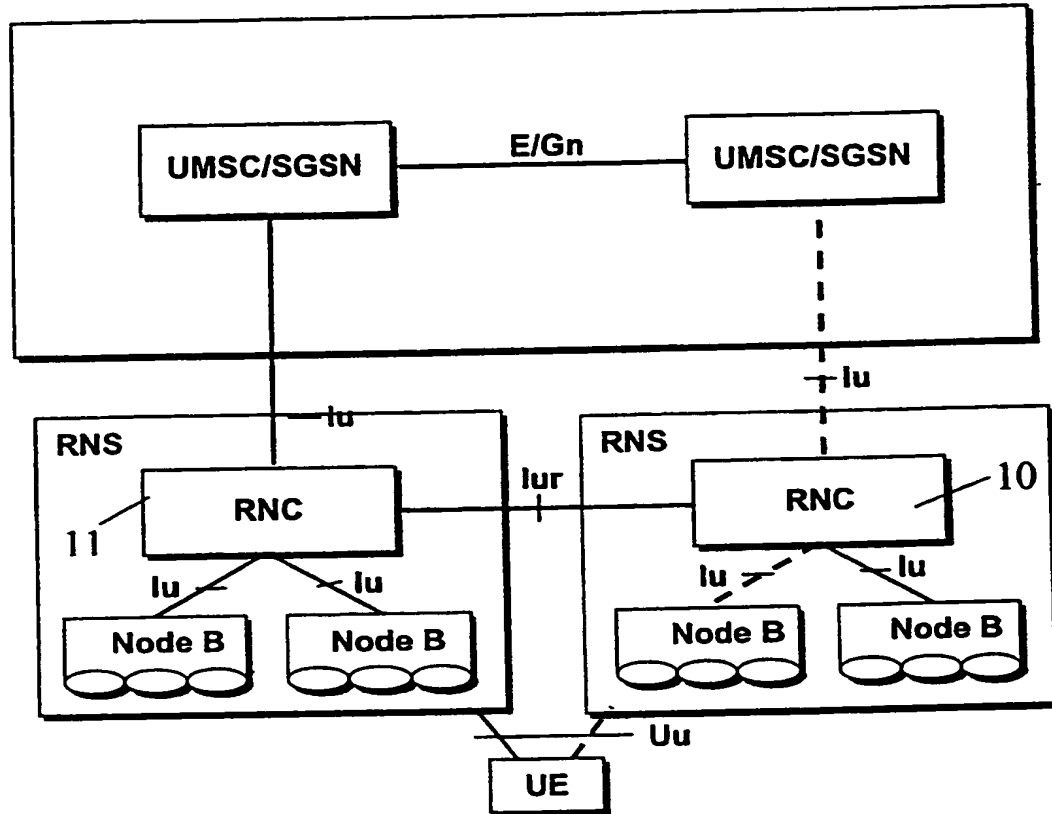 E/Gn
UMSC/SGSN
UMSC/SGSN
Iu
Iu
RNS
RNS
Iur
RNC
RNC
10
11
Iu
Iu
Iu
Iu
Node B
Node B
Node B
Node B
Uu
UE